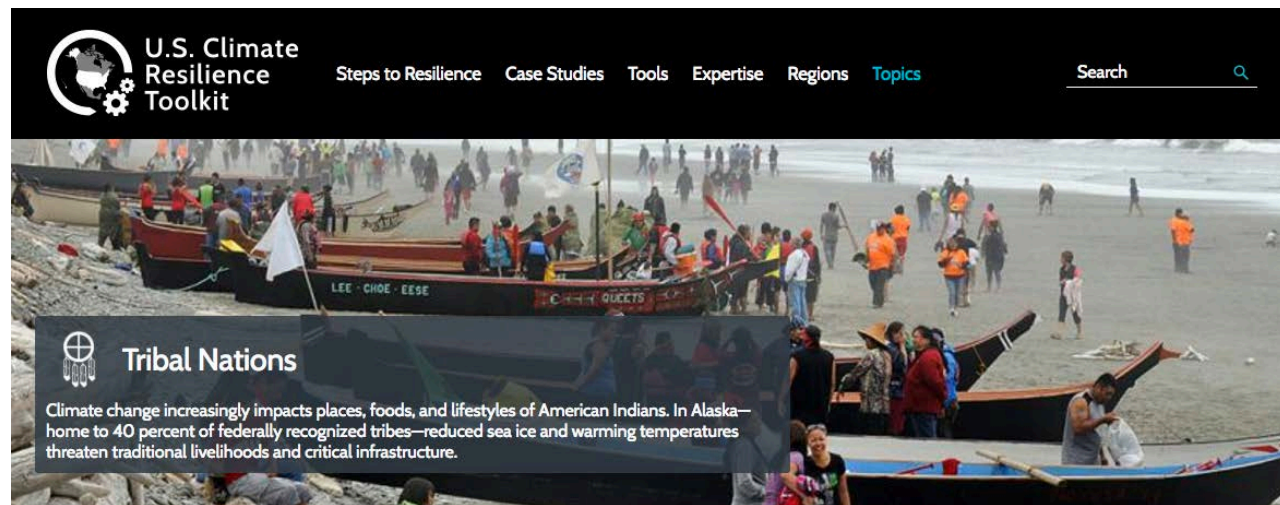 U.S. Climate
Resilience
Toolkit
Steps to Resilience Case Studies Tools Expertise Regions Topics
Search
LEE · CHOE · EESE
QUEETS
Tribal Nations
Climate change increasingly impacts places, foods, and lifestyles of American Indians. In Alaska—
home to 40 percent of federally recognized tribes—reduced sea ice and warming temperatures
threaten traditional livelihoods and critical infrastructure.